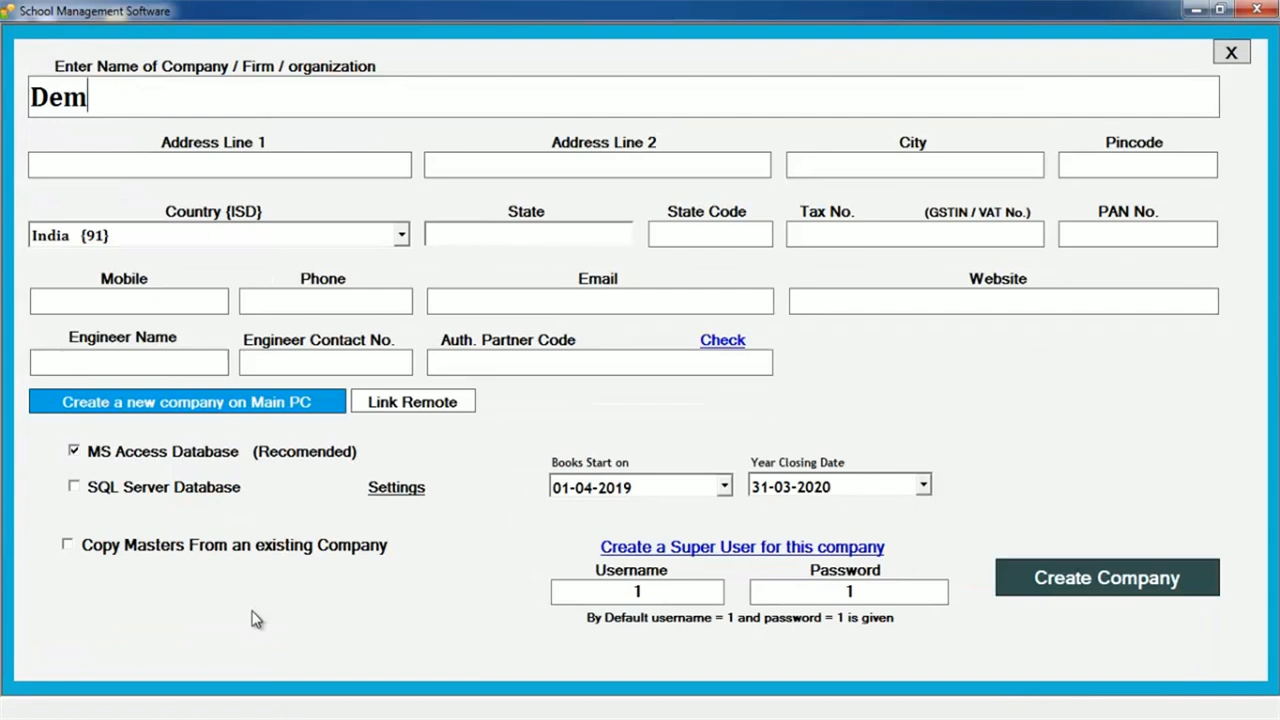 School Management Software
X
Enter Name of Company / Firm / organization
Dem
Address Line 1 Address Line 2 City Pincode
Country {ISD} State State Code Tax No. (GSTIN / VAT No.) PAN No.
India {91}
Mobile Phone Email Website
Engineer Name Engineer Contact No. Auth. Partner Code Check
Create a new company on Main PC Link Remote
MS Access Database (Recomended)
Books Start on Year Closing Date
SQL Server Database Settings 01-04-2019 31-03-2020
Copy Masters From an existing Company Create a Super User for this company
Username Password
Create Company
1 1
By Default username = 1 and password = 1 is given